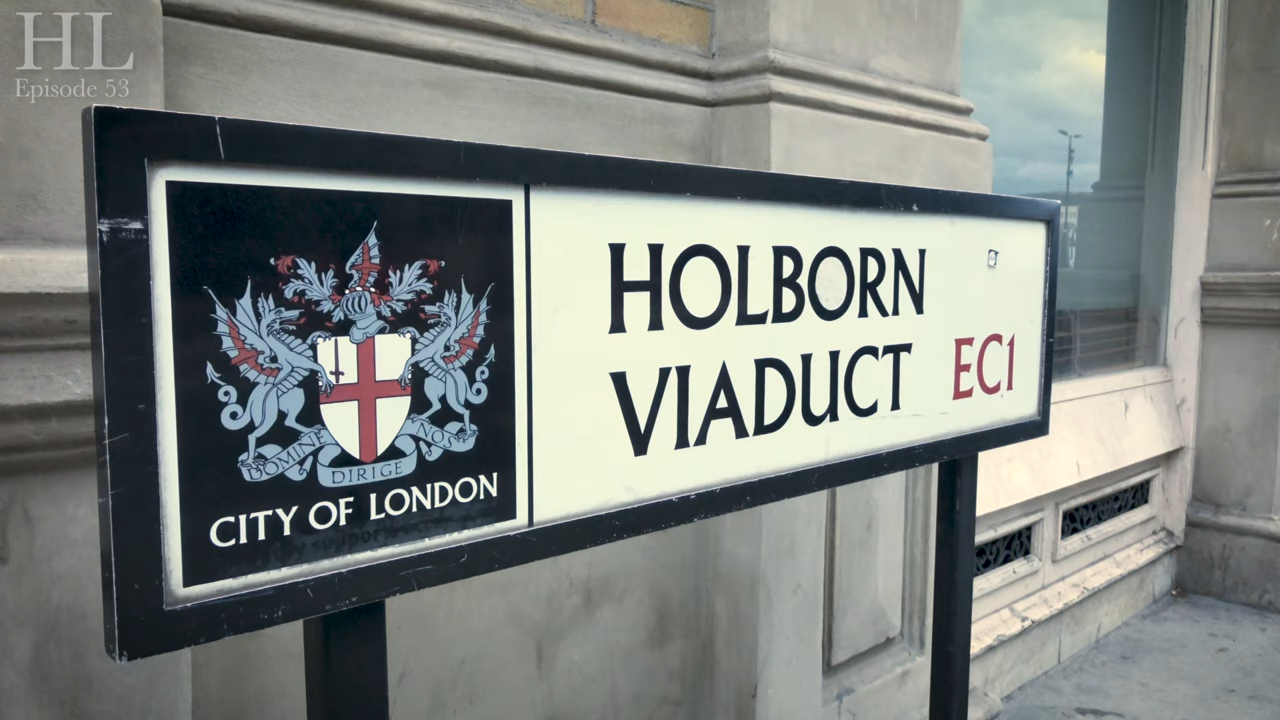 HL
Episode 53
HOLBORN
VIADUCT EC1
DOMINE DIRIGE NOS
CITY OF LONDON